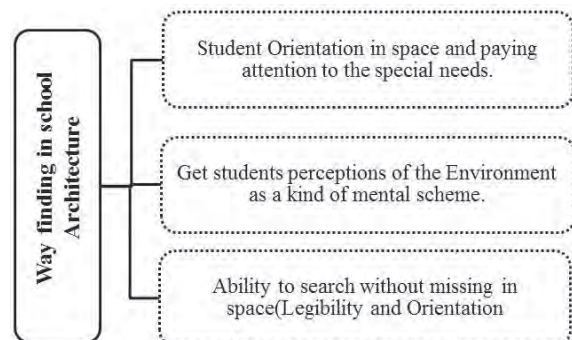 Way finding in school
Architecture
Student Orientation in space and paying
attention to the special needs.
Get students perceptions of the Environment
as a kind of mental scheme.
Ability to search without missing in
space(Legibility and Orientation